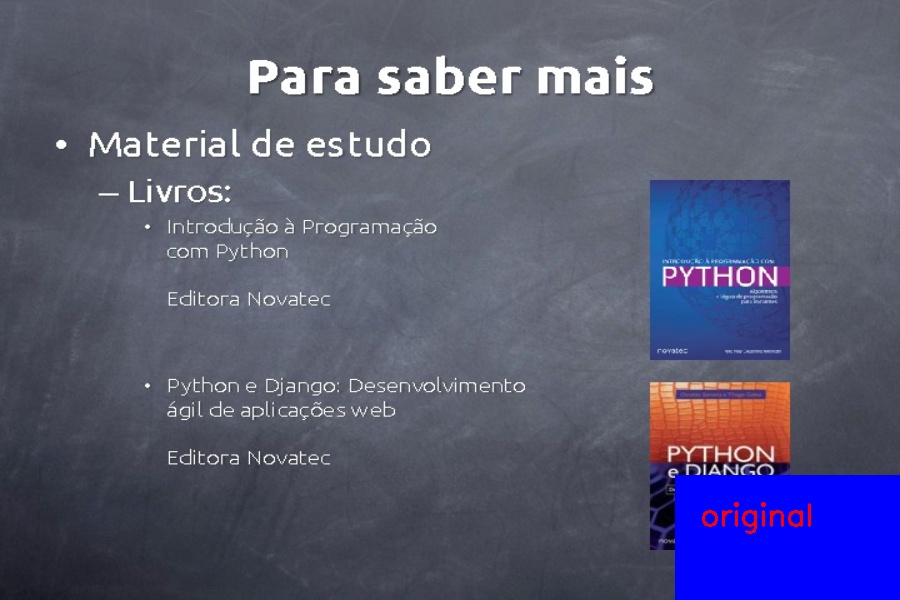 Para saber mais
• Material de estudo
– Livros:
• Introdução à Programação
com Python
Editora Novatec
INTRODUÇÃO À PROGRAMAÇÃO COM
PYTHON
Algoritmos
e lógica de programação
para iniciantes
novatec
• Python e Django: Desenvolvimento
ágil de aplicações web
Editora Novatec
PYTHON
e DJANGO
original